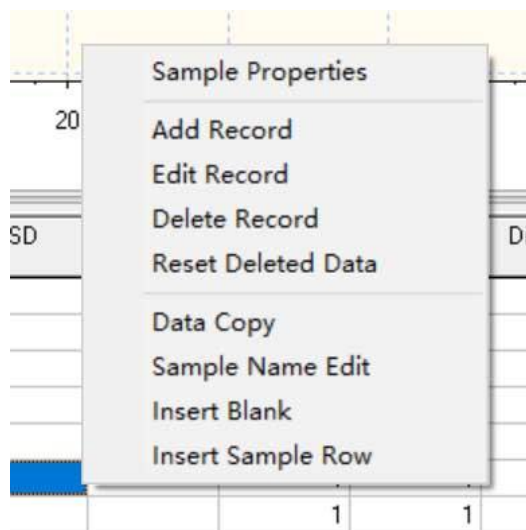 Sample Properties
20
Add Record
Edit Record
Delete Record
SD
D
Reset Deleted Data
Data Copy
Sample Name Edit
Insert Blank
Insert Sample Row
1 1